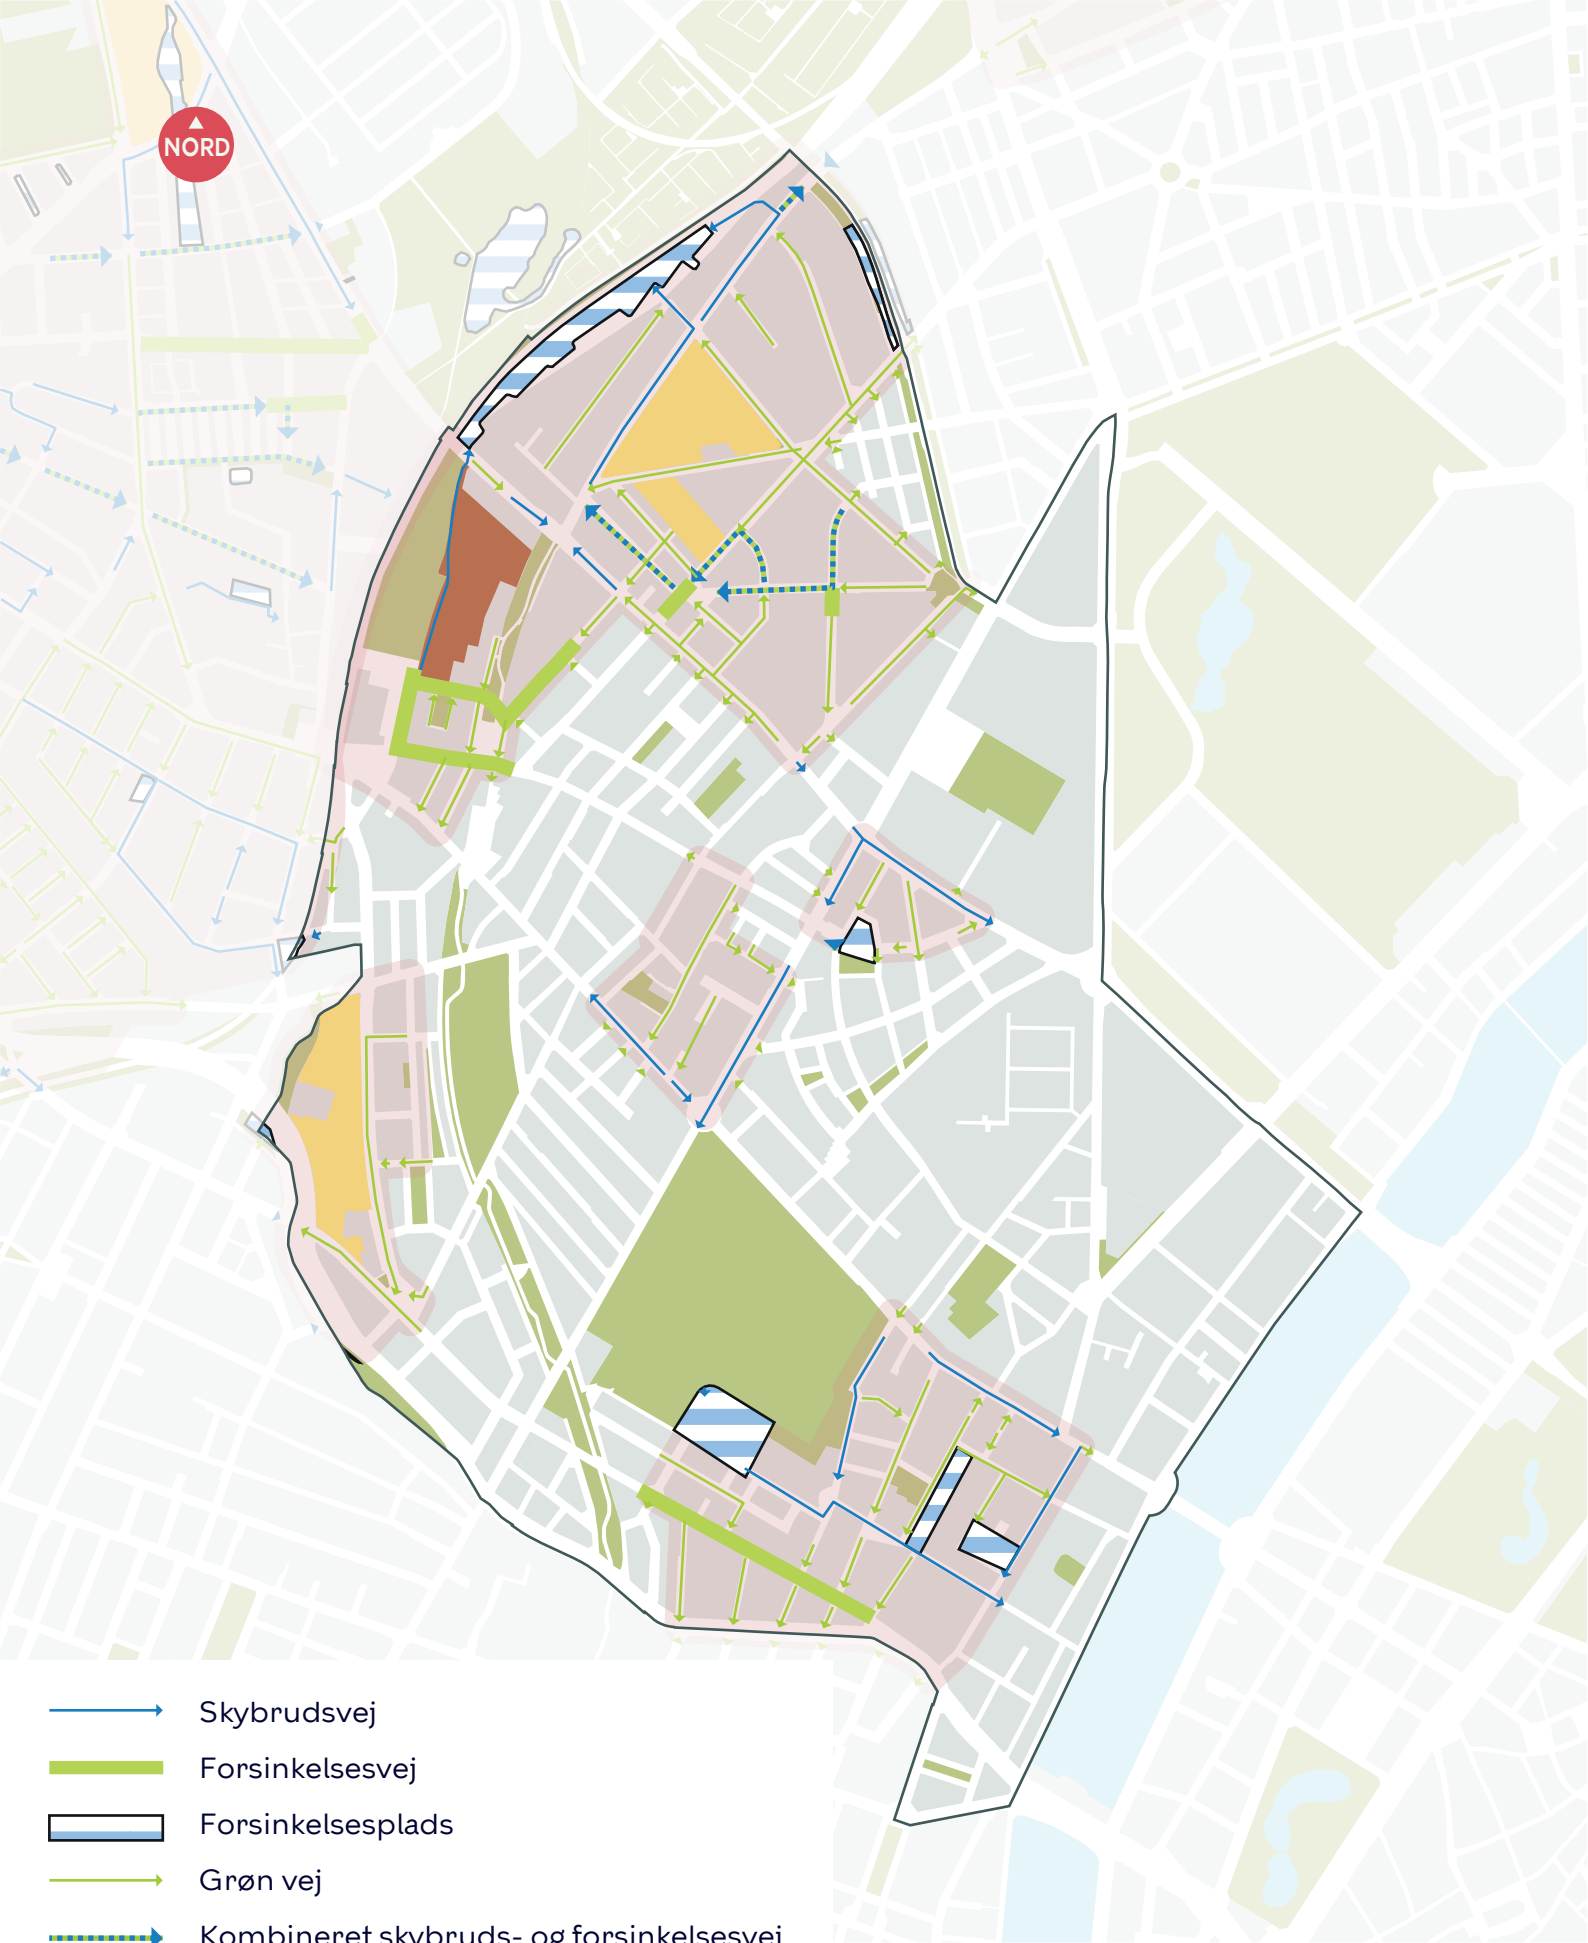 NORD
Skybrudsvej
Forsinkelsesvej
Forsinkelsesplads
Grøn vej
Kombineret skybruds- og forsinkelsesvej